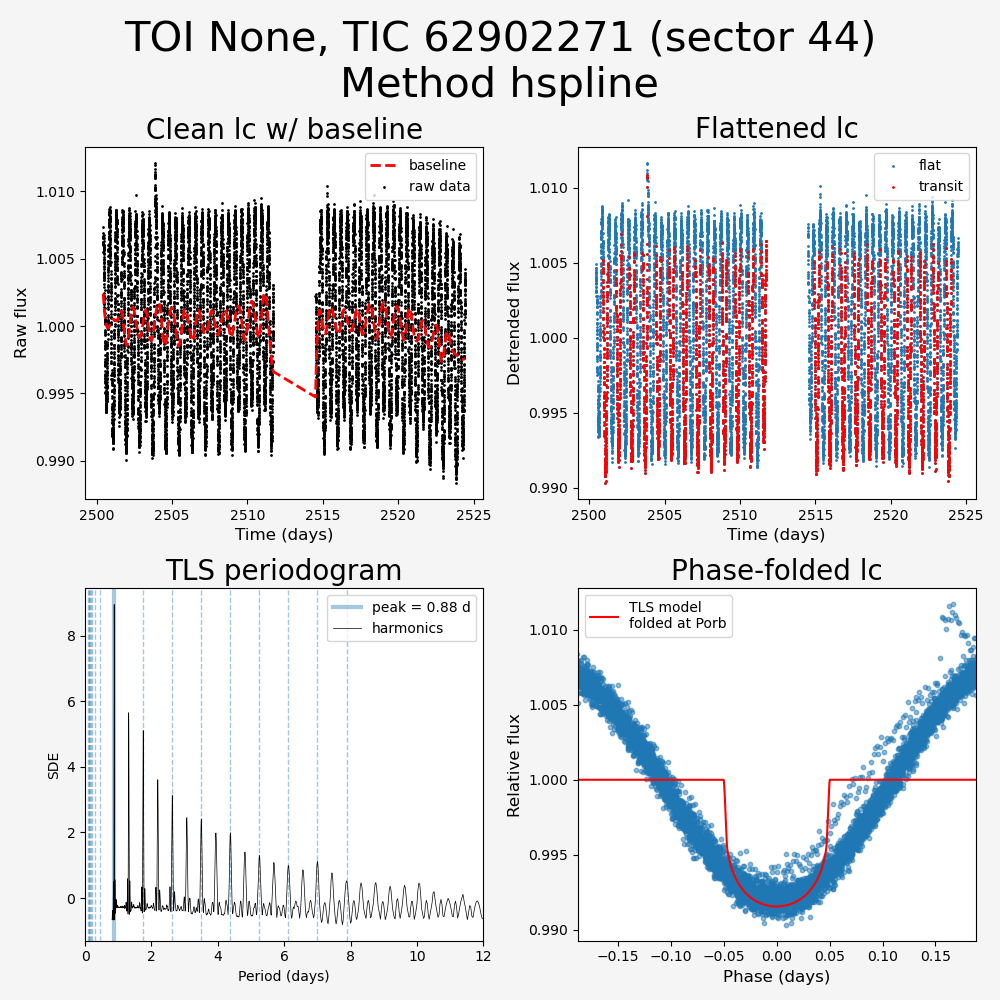 TOI None, TIC 62902271 (sector 44)
Method hspline
Clean lc w/ baseline
baseline
raw data
Raw flux
1.010
1.005
1.000
0.995
0.990
2500
2505
2510
2515
2520
2525
Time (days)
Flattened lc
flat
transit
Detrended flux
1.010
1.005
1.000
0.995
0.990
2500
2505
2510
2515
2520
2525
Time (days)
TLS periodogram
peak = 0.88 d
harmonics
SDE
8
6
4
2
0
0
2
4
6
8
10
12
Period (days)
Phase-folded lc
TLS model
folded at Porb
Relative flux
1.010
1.005
1.000
0.995
0.990
−0.15
−0.10
−0.05
0.00
0.05
0.10
0.15
Phase (days)